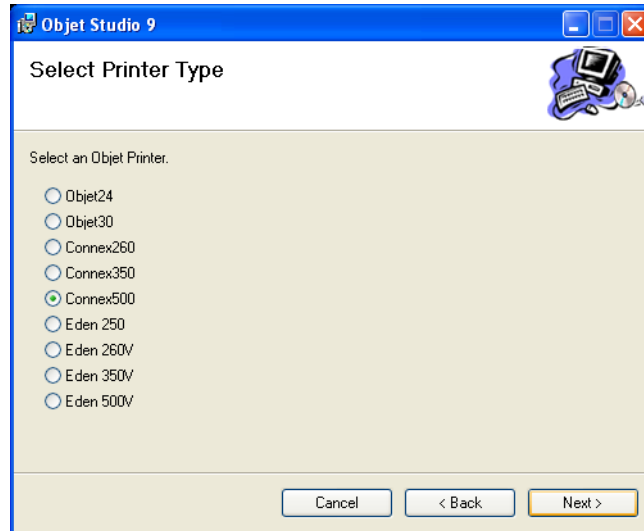 Objet Studio 9
Select Printer Type
Select an Objet Printer.
Objet24
Objet30
Connex260
Connex350
Connex500
Eden 250
Eden 260V
Eden 350V
Eden 500V
Cancel
< Back
Next >